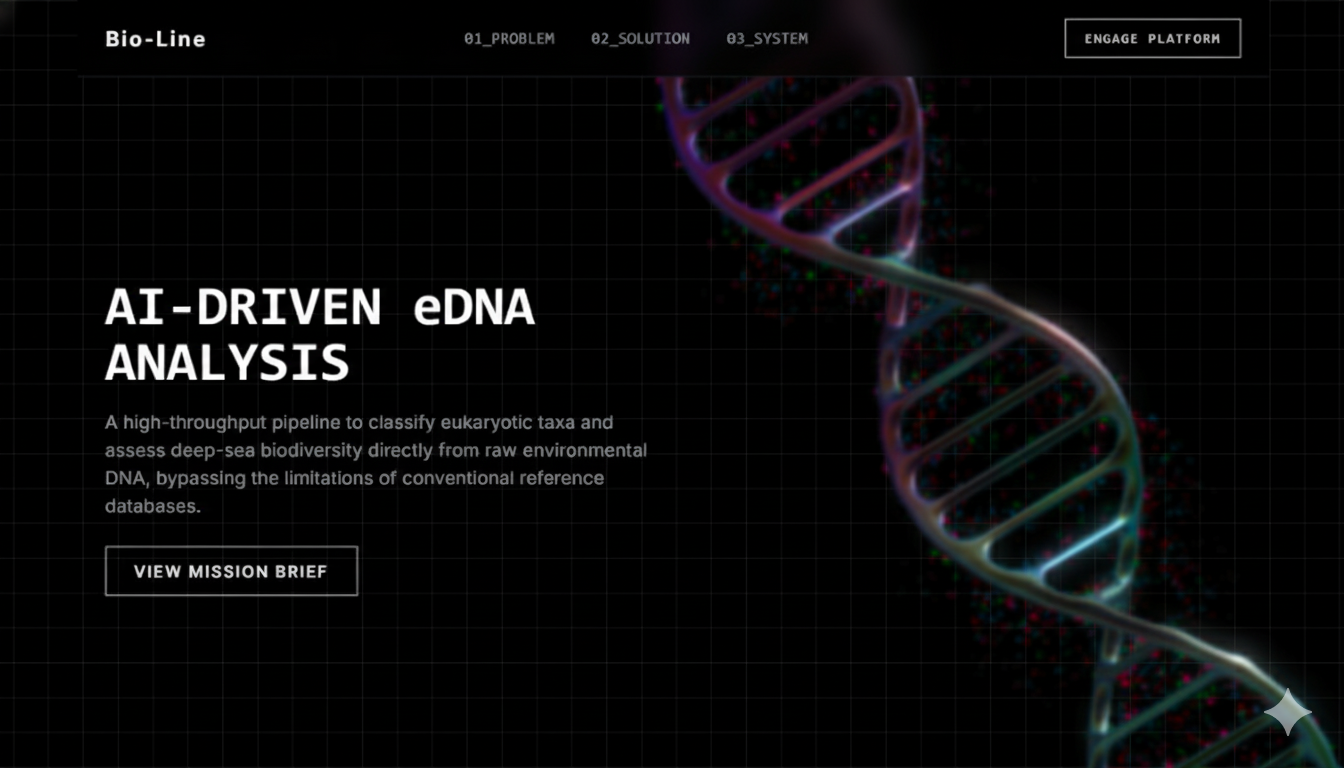 Bio-Line
01_PROBLEM
02_SOLUTION
03_SYSTEM
ENGAGE PLATFORM
AI-DRIVEN eDNA
ANALYSIS
A high-throughput pipeline to classify eukaryotic taxa and
assess deep-sea biodiversity directly from raw environmental
DNA, bypassing the limitations of conventional reference
databases.
VIEW MISSION BRIEF